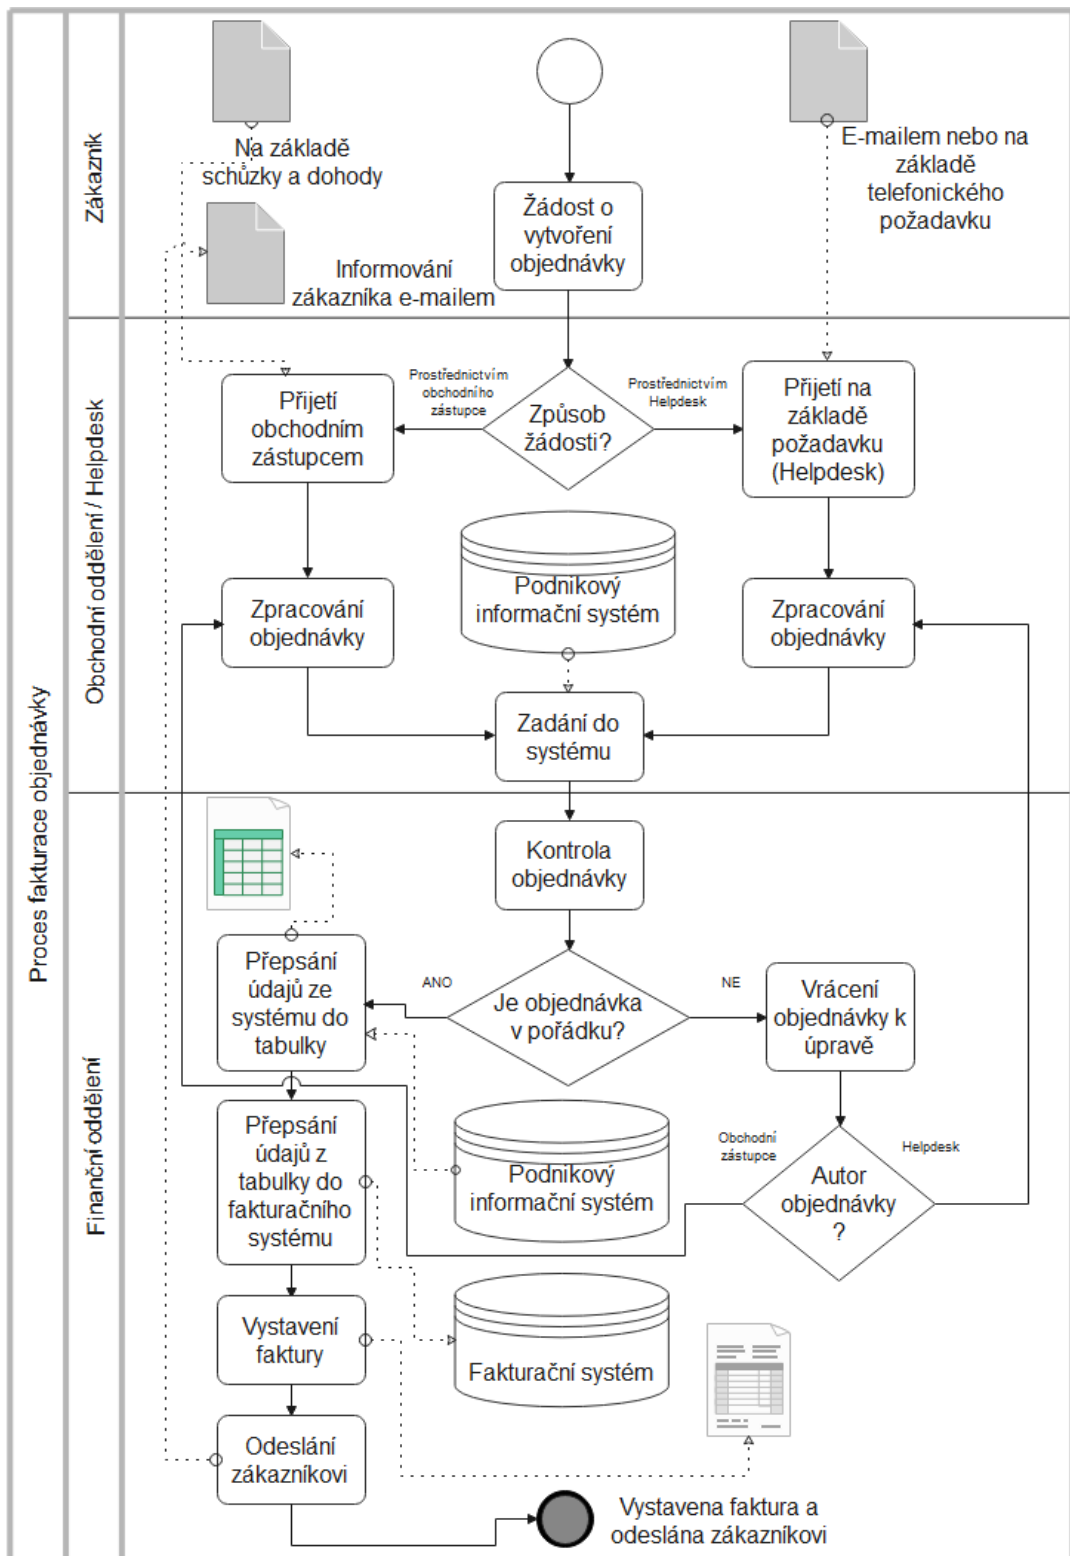 Proces fakturace objednávky
Zákazník
Na základě
schůzky a dohody
E-mailem nebo na
základě
telefonického
požadavku
Žádost o
vytvoření
objednávky
Informování
zákazníka e-mailem
Obchodní oddělení / Helpdesk
Prostřednictvím
obchodního
zástupce
Prostřednictvím
Helpdesk
Přijetí
obchodním
zástupcem
Způsob
žádosti?
Přijetí na
základě
požadavku
(Helpdesk)
Podnikový
informační systém
Zpracování
objednávky
Zpracování
objednávky
Zadání do
systému
Finanční oddělení
Kontrola
objednávky
Přepsání
údajů ze
systému do
tabulky
ANO
Je objednávka
v pořádku?
NE
Vrácení
objednávky k
úpravě
Přepsání
údajů z
tabulky do
fakturačního
systému
Podnikový
informační systém
Obchodní
zástupce
Helpdesk
Autor
objednávky
?
Vystavení
faktury
Fakturační systém
Odeslání
zákazníkovi
Vystavena faktura a
odeslána zákazníkovi